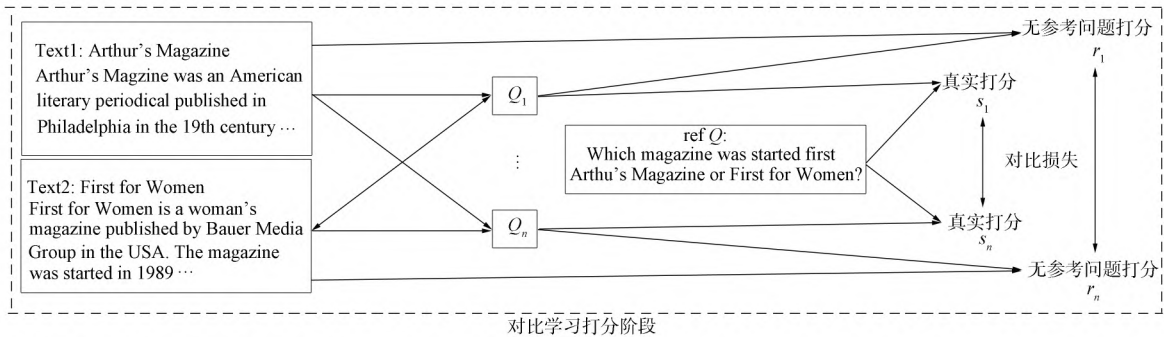 Text1: Arthur's Magazine
Arthur's Magzine was an American
literary periodical published in
Philadelphia in the 19th century ⋯
Text2: First for Women
First for Women is a woman's
magazine published by Bauer Media
Group in the USA. The magazine
was started in 1989 ⋯
Q1
⋮
Qn
ref Q:
Which magazine was started first
Arthu's Magazine or First for Women?
无参考问题打分
r1
真实打分
s1
对比损失
真实打分
sn
无参考问题打分
rn
对比学习打分阶段